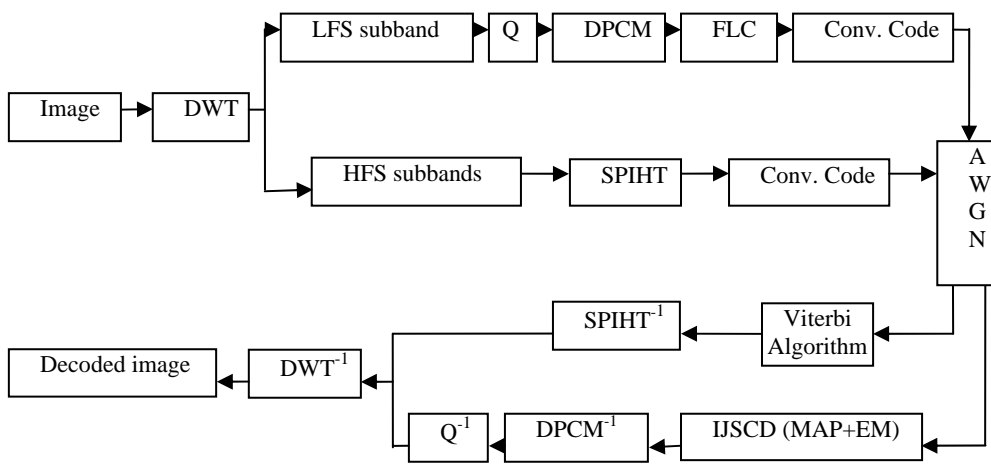 LFS subband
Q
DPCM
FLC
Conv. Code
Image
DWT
HFS subbands
SPIHT
Conv. Code
A
W
G
N
SPIHT⁻¹
Viterbi
Algorithm
Decoded image
DWT⁻¹
Q⁻¹
DPCM⁻¹
IJSCD (MAP+EM)